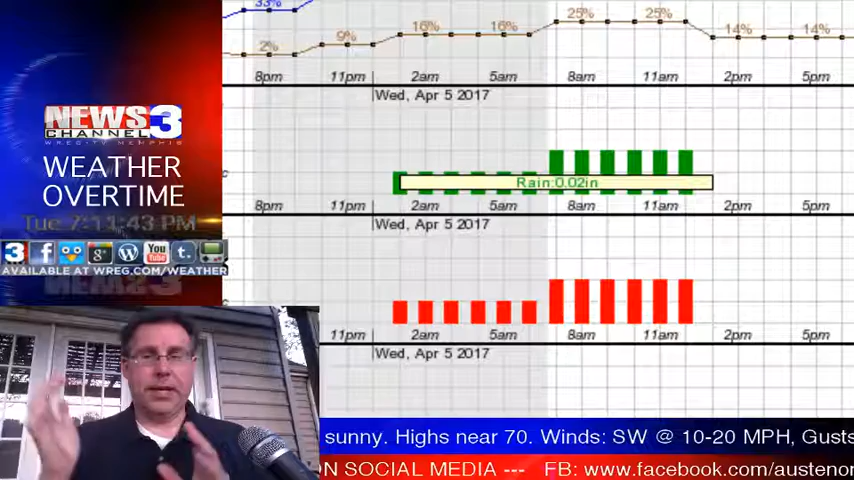 33%
16%
16%
25%
25%
14%
14%
9%
2%
8pm 11pm 2am 5am 8am 11am 2pm 5pm
Wed, Apr 5 2017
NEWS
CHANNEL 3
WREG-TV MEMPHIS
WEATHER
OVERTIME
Tue 7:11:43 PM
3 f g+ W You Tube t.
AVAILABLE AT WREG.COM/WEATHER
Rain:0.02in
8pm 11pm 2am 5am 8am 11am 2pm 5pm
Wed, Apr 5 2017
11pm 2am 5am 8am 11am 2pm 5pm
Wed, Apr 5 2017
sunny. Highs near 70. Winds: SW @ 10-20 MPH, Gusts
N SOCIAL MEDIA --- FB: www.facebook.com/austenon